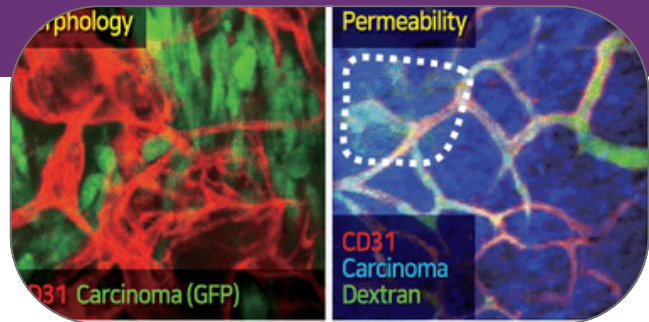 rphology
Permeability
D31 Carcinoma (GFP)
CD31
Carcinoma
Dextran